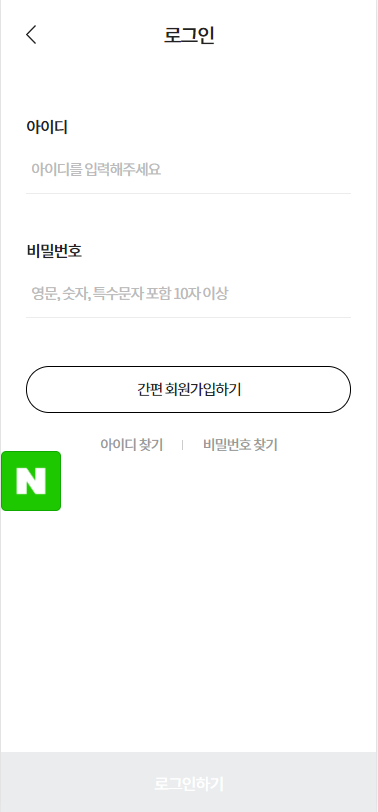 로그인
아이디
아이디를 입력해주세요
비밀번호
영문, 숫자, 특수문자 포함 10자 이상
간편 회원가입하기
아이디 찾기 | 비밀번호 찾기
N
로그인하기